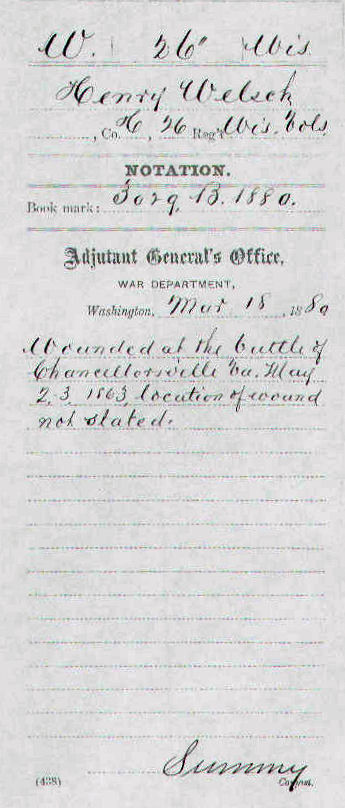 W. | 26" | Wis
Henry Welsch
, Co. K, 26 Reg't Wis. Vols
NOTATION.
Book mark: B. 1880.
Adjutant General's Office,
WAR DEPARTMENT,
Washington, Mar 18, 1880
Wounded at the battle of
Chancellorsville Va. May
2, 3, 1863, location of wound
not stated.
Summy
(438) Copyist.